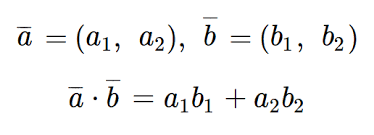 a̅ = (a₁, a₂), b̅ = (b₁, b₂)
a̅ · b̅ = a₁b₁ + a₂b₂